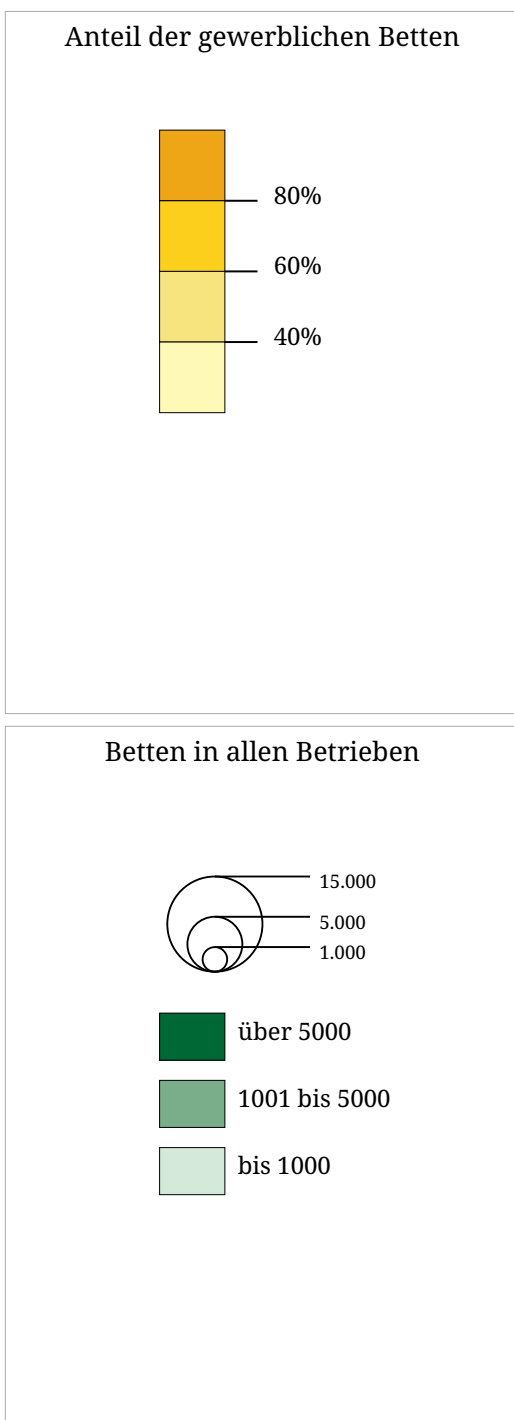 Anteil der gewerblichen Betten
80%
60%
40%
Betten in allen Betrieben
15.000
5.000
1.000
über 5000
1001 bis 5000
bis 1000